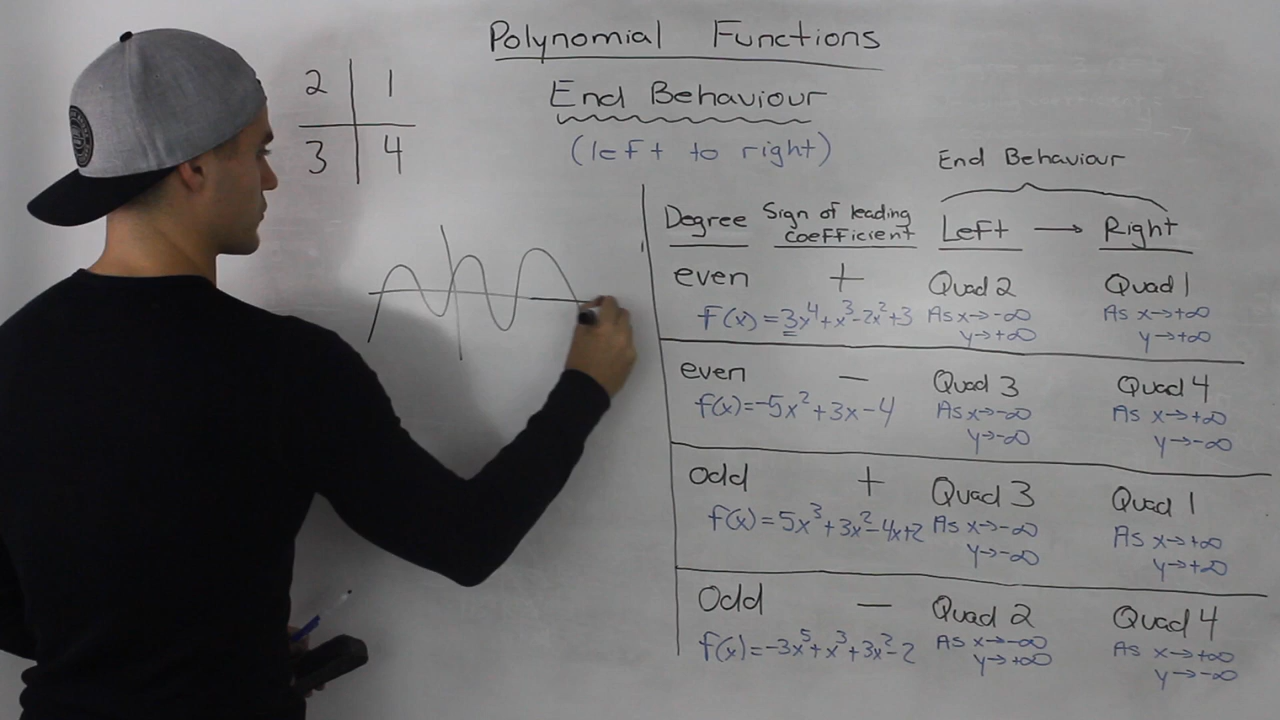 Polynomial Functions
End Behaviour
(left to right)
2 1
3 4
End Behaviour
Degree Sign of leading coefficient Left → Right
even + Quad 2 Quad 1
f(x) = 3x⁴+x³-2x²+3 As x→-∞ As x→+∞
y→+∞ y→+∞
even − Quad 3 Quad 4
f(x)=-5x²+3x-4 As x→-∞ As x→+∞
y→-∞ y→-∞
odd + Quad 3 Quad 1
f(x)=5x³+3x²-4x+2 As x→-∞ As x→+∞
y→-∞ y→+∞
Odd − Quad 2 Quad 4
f(x)=-3x⁵+x³+3x²-2 As x→-∞ As x→+∞
y→+∞ y→-∞